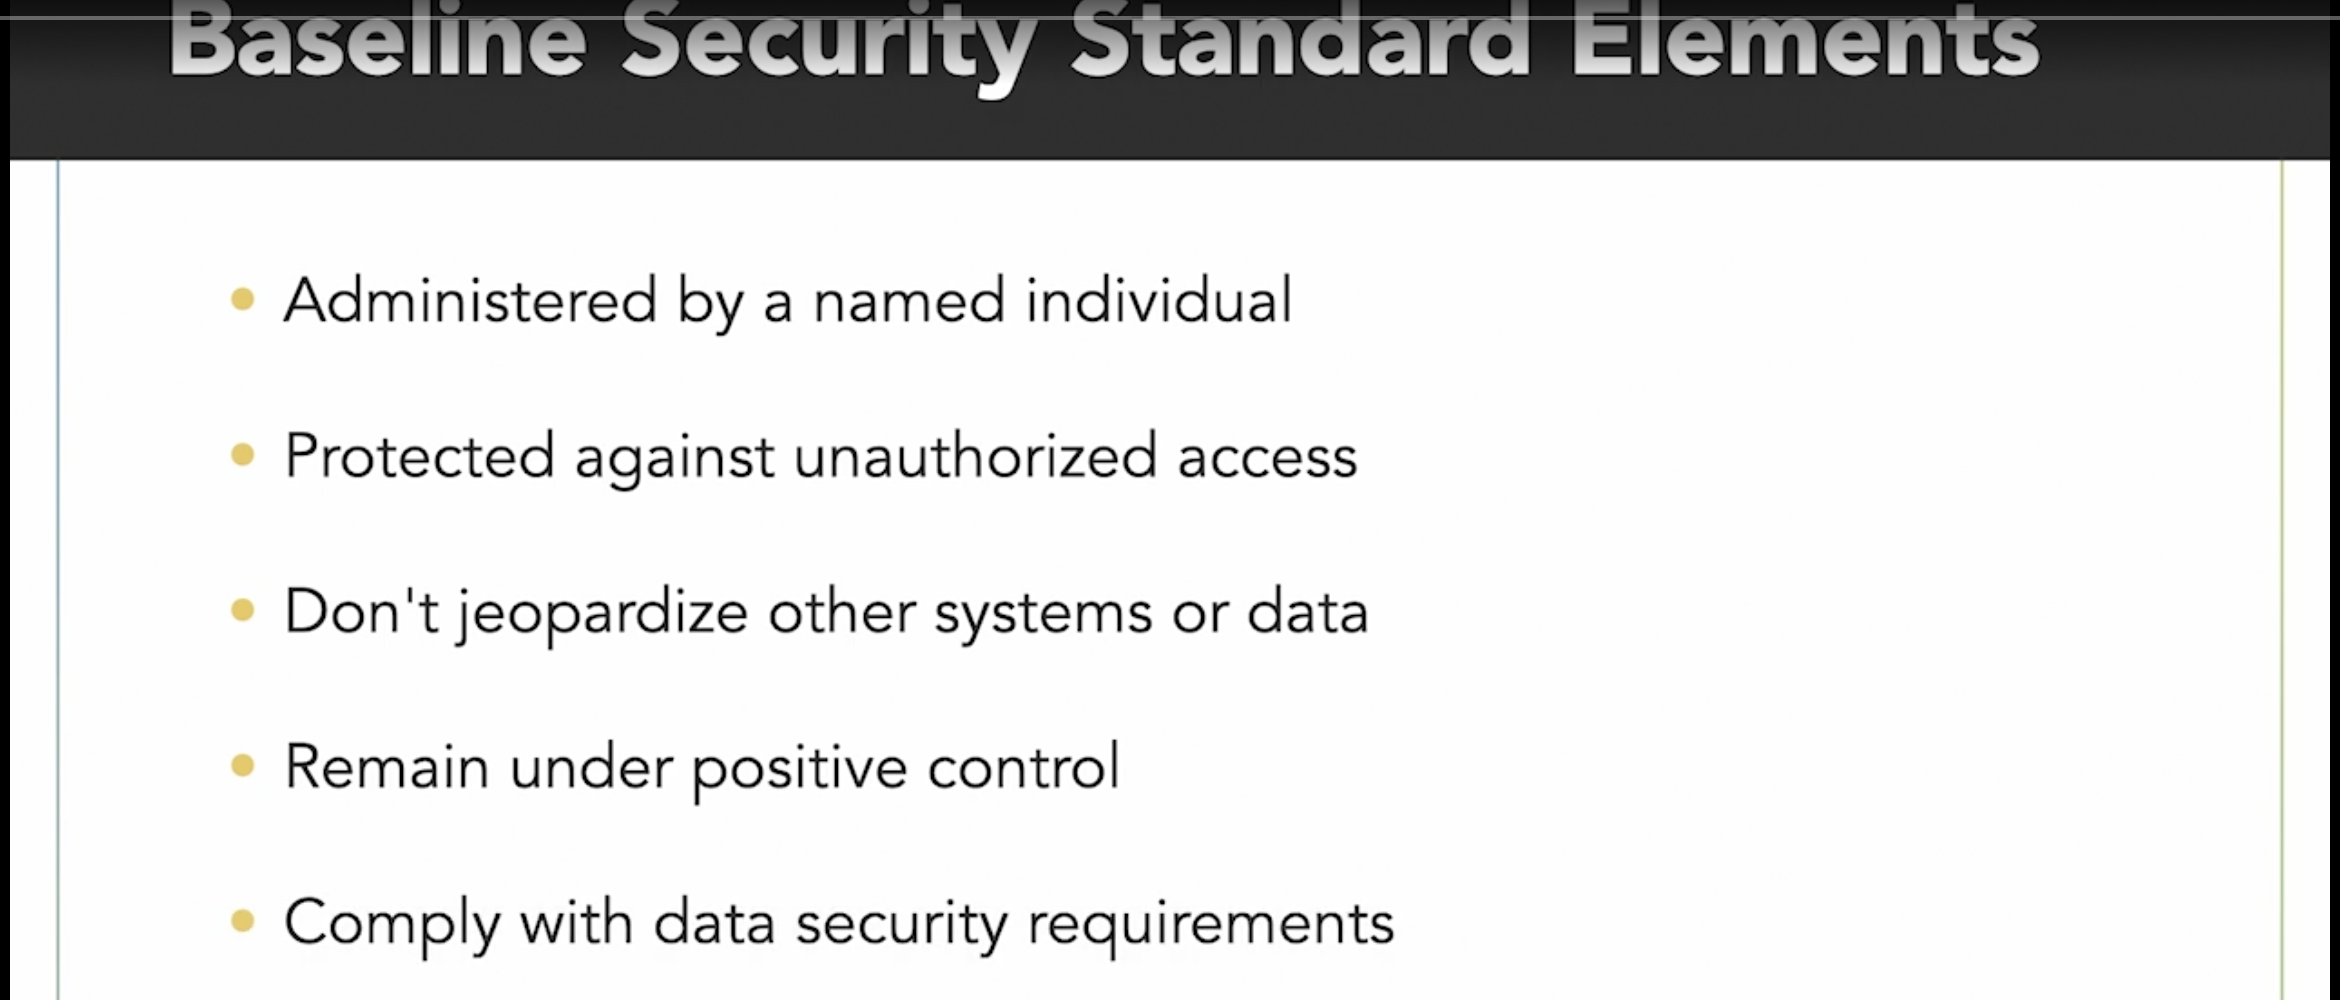 Baseline Security Standard Elements
• Administered by a named individual
• Protected against unauthorized access
• Don't jeopardize other systems or data
• Remain under positive control
• Comply with data security requirements